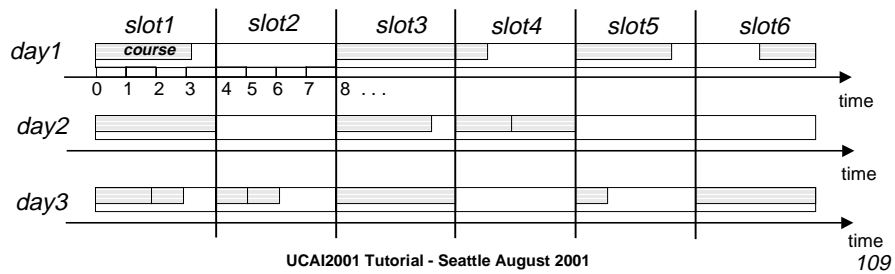 slot1 slot2 slot3 slot4 slot5 slot6
day1 course
0 1 2 3 4 5 6 7 8 . . .
time
day2
time
day3
time
UCAI2001 Tutorial - Seattle August 2001 109